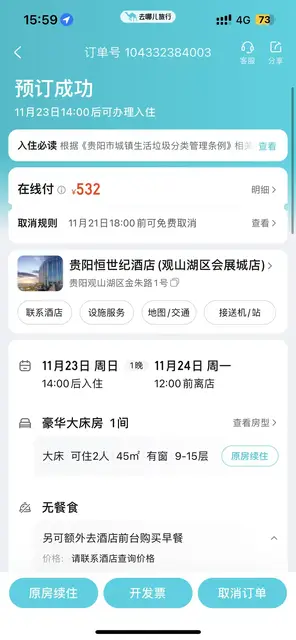 15:59
去哪儿旅行
4G
73
订单号 104332384003
客服
分享
预订成功
11月23日14:00后可办理入住
入住必读 根据《贵阳市城镇生活垃圾分类管理条例》相关
查看
在线付 ¥532
明细
取消规则 11月21日18:00前可免费取消
查看
贵阳恒世纪酒店(观山湖区会展城店)
贵阳观山湖区金朱路1号
联系酒店
设施服务
地图/交通
接送机/站
11月23日 周日 1晚 11月24日 周一
14:00后入住 12:00前离店
豪华大床房 1间
查看房型
大床 可住2人 45㎡ 有窗 9-15层
原房续住
无餐食
另可额外去酒店前台购买早餐
价格: 请联系酒店查询价格
原房续住
开发票
取消订单